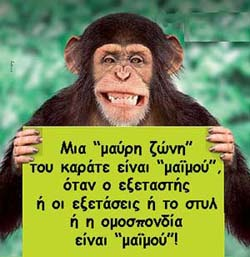 Μια “μαύρη ζώνη”
του καράτε είναι “μαϊμού”,
όταν ο εξεταστής
ή οι εξετάσεις ή το στυλ
ή η ομοσπονδία
είναι “μαϊμού”!